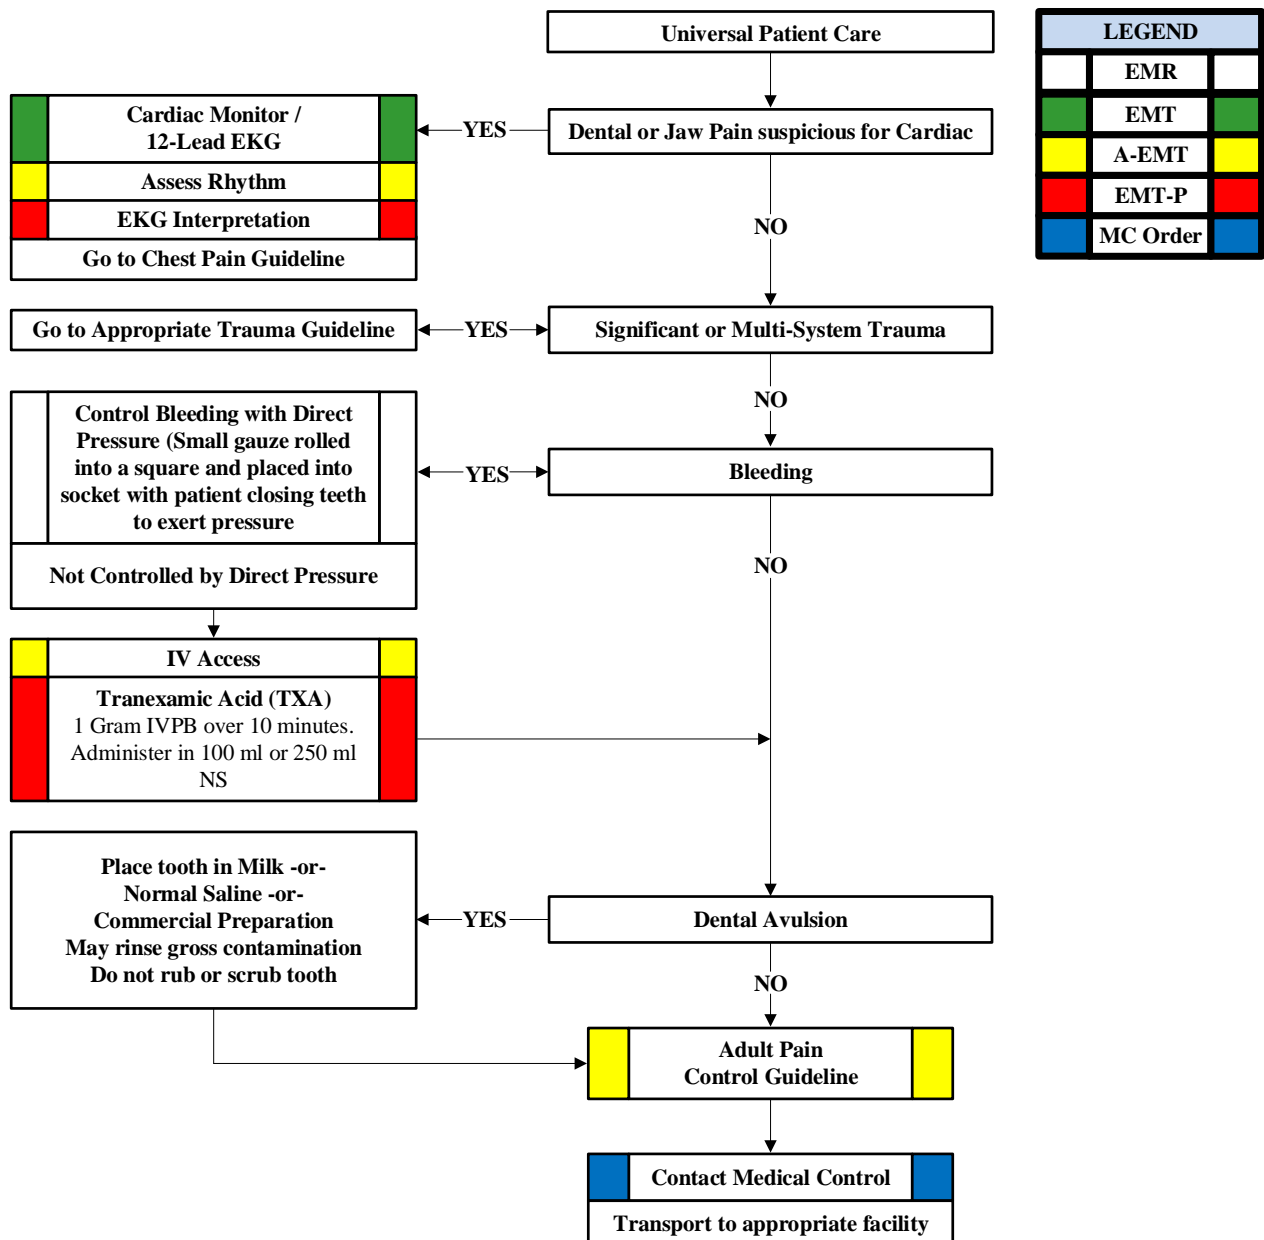 Universal Patient Care
LEGEND
EMR
EMT
A-EMT
EMT-P
MC Order
Cardiac Monitor /
12-Lead EKG
YES
Dental or Jaw Pain suspicious for Cardiac
Assess Rhythm
EKG Interpretation
Go to Chest Pain Guideline
NO
Go to Appropriate Trauma Guideline
YES
Significant or Multi-System Trauma
NO
Control Bleeding with Direct
Pressure (Small gauze rolled
into a square and placed into
socket with patient closing teeth
to exert pressure
YES
Bleeding
Not Controlled by Direct Pressure
NO
IV Access
Tranexamic Acid (TXA)
1 Gram IVPB over 10 minutes.
Administer in 100 ml or 250 ml
NS
Place tooth in Milk -or-
Normal Saline -or-
Commercial Preparation
May rinse gross contamination
Do not rub or scrub tooth
YES
Dental Avulsion
NO
Adult Pain
Control Guideline
Contact Medical Control
Transport to appropriate facility